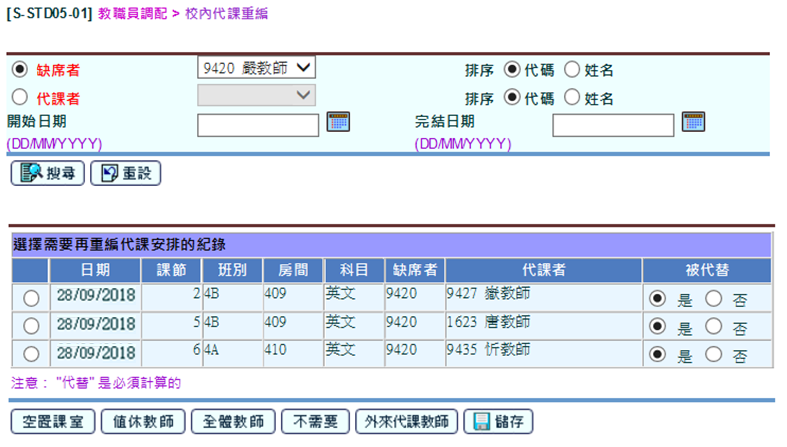 [S-STD05-01] 教職員調配 > 校內代課重編
缺席者 9420 嚴教師 排序 代碼 姓名
代課者 排序 代碼 姓名
開始日期 完結日期
(DD/MM/YYYY) (DD/MM/YYYY)
搜尋 重設
選擇需要再重編代課安排的紀錄
日期 課節 班別 房間 科目 缺席者 代課者 被代替
28/09/2018 2 4B 409 英文 9420 9427 嶽教師 是 否
28/09/2018 5 4B 409 英文 9420 1623 唐教師 是 否
28/09/2018 6 4A 410 英文 9420 9435 忻教師 是 否
注意： "代替" 是必須計算的
空置課室 值休教師 全體教師 不需要 外來代課教師 儲存